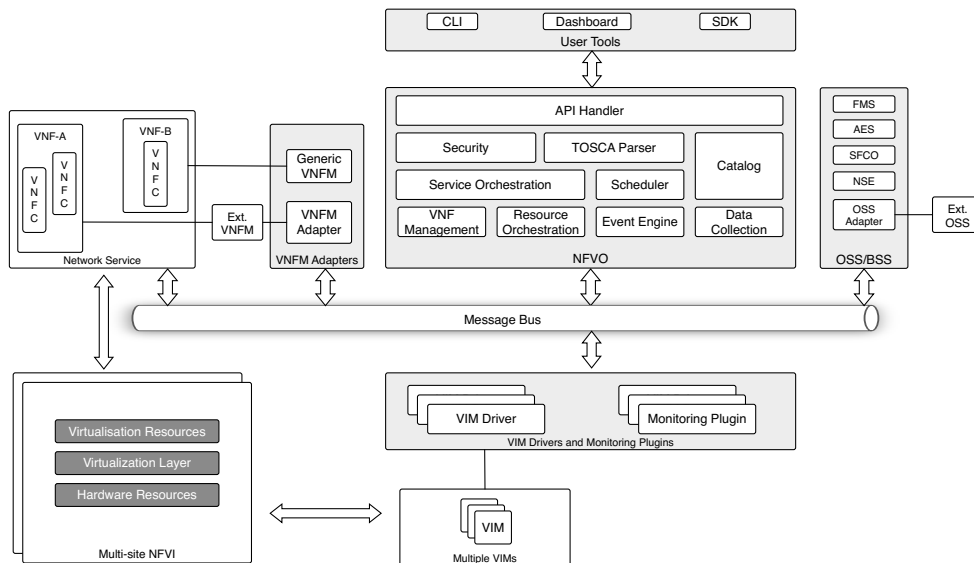 CLI
Dashboard
SDK
User Tools
VNF-A
V
N
F
C
V
N
F
C
VNF-B
V
N
F
C
Network Service
Ext.
VNFM
Generic
VNFM
VNFM
Adapter
VNFM Adapters
API Handler
Security
TOSCA Parser
Catalog
Service Orchestration
Scheduler
VNF
Management
Resource
Orchestration
Event Engine
Data
Collection
NFVO
FMS
AES
SFCO
NSE
OSS
Adapter
OSS/BSS
Ext.
OSS
Message Bus
Virtualisation Resources
Virtualization Layer
Hardware Resources
Multi-site NFVI
VIM Driver
Monitoring Plugin
VIM Drivers and Monitoring Plugins
VIM
Multiple VIMs